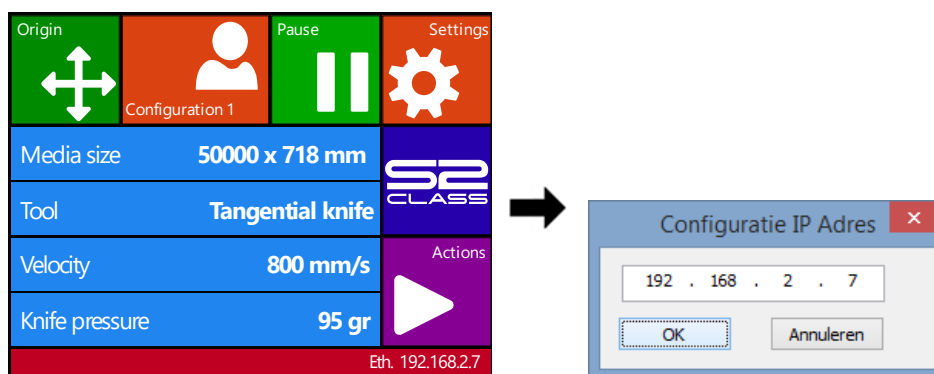 Origin
Configuration 1
Pause
Settings
Media size 50000 x 718 mm
S2
CLASS
Tool Tangential knife
Velocity 800 mm/s
Actions
Knife pressure 95 gr
Eth. 192.168.2.7
Configuratie IP Adres
192 . 168 . 2 . 7
OK Annuleren